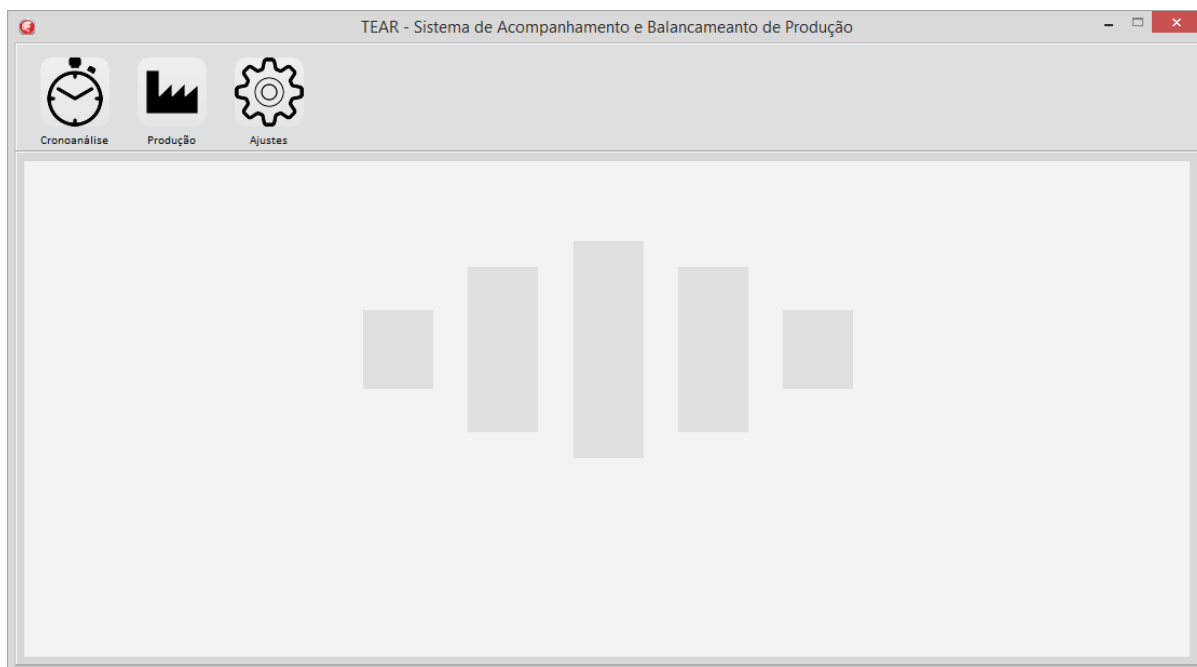 TEAR - Sistema de Acompanhamento e Balancameanto de Produção
Cronoanálise Produção Ajustes